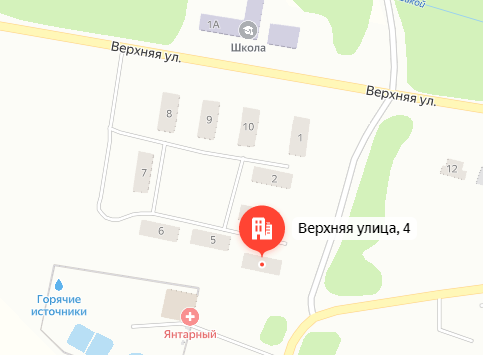 1А
Школа
Верхняя ул.
Верхняя ул.
8
9
10
1
12
7
2
6
5
Верхняя улица, 4
Горячие
источники
Янтарный